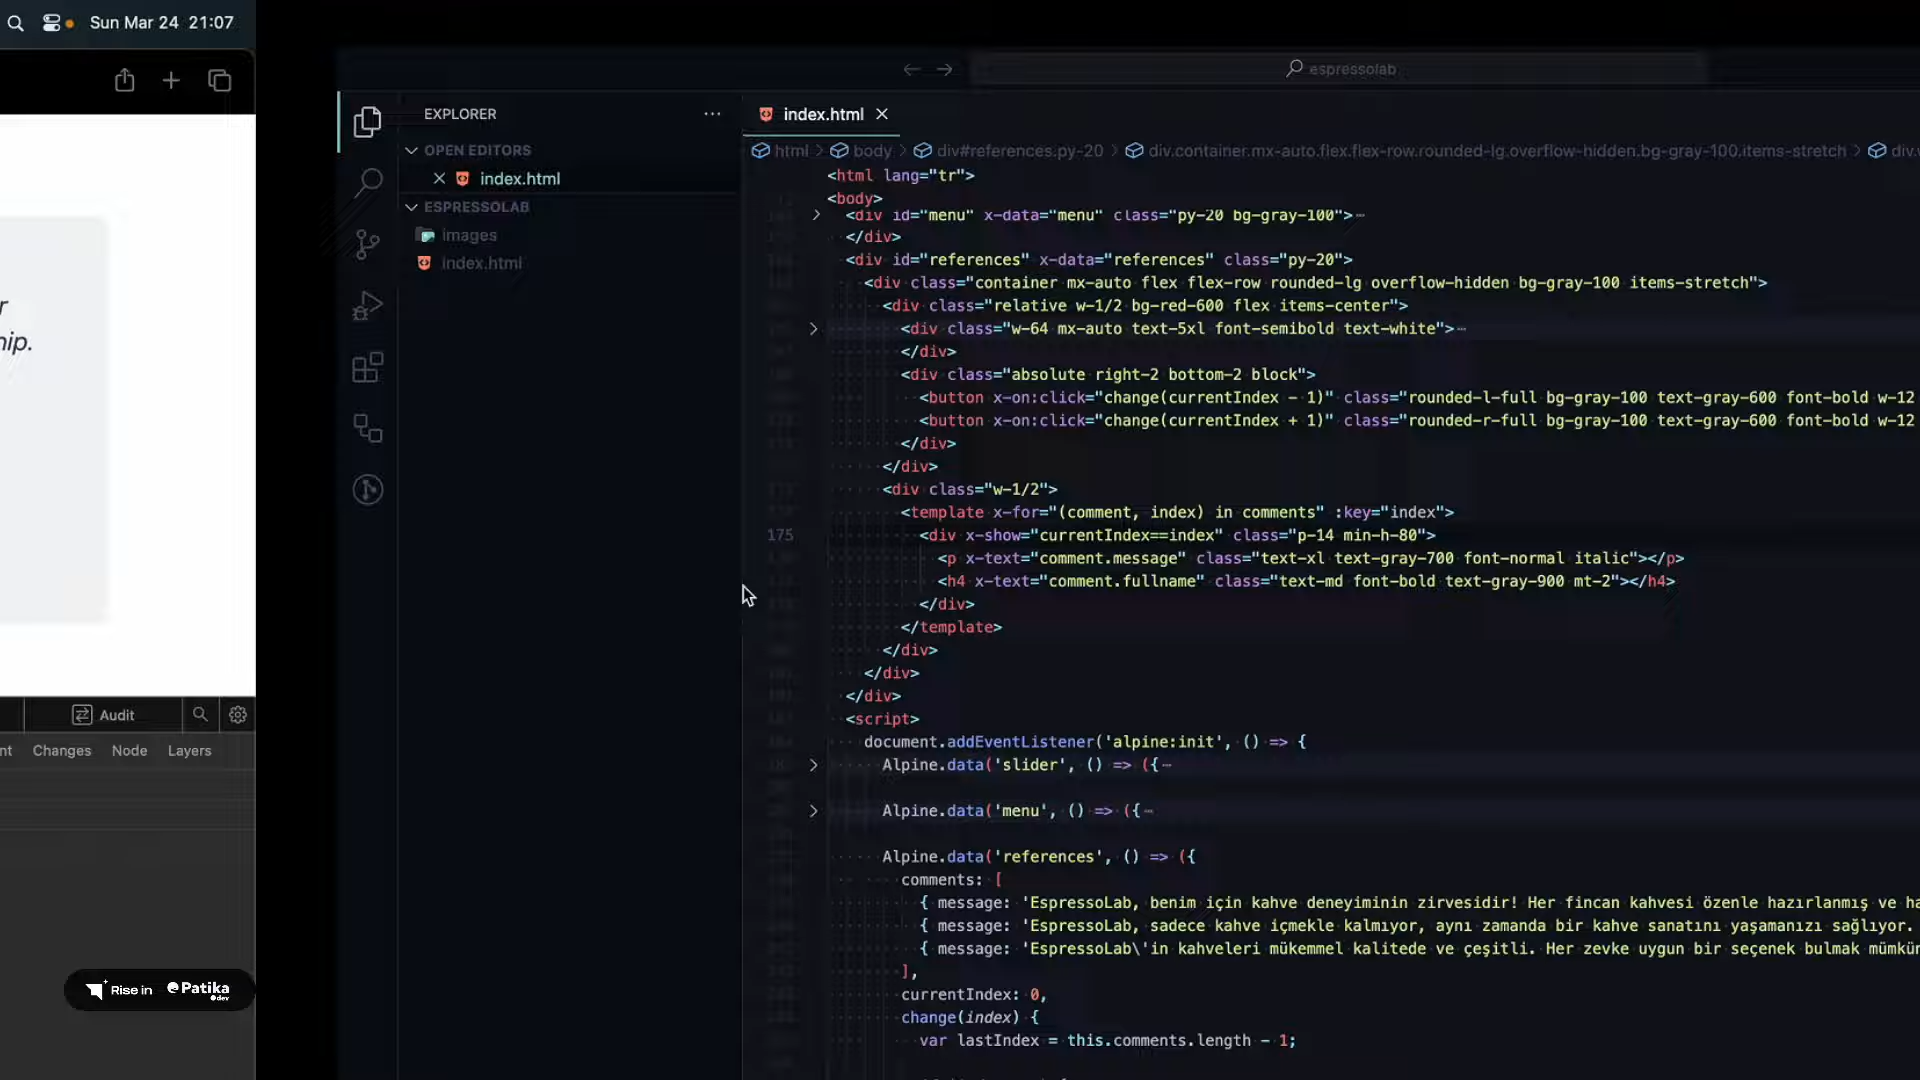 Sun Mar 24 21:07
r
hip.
Audit
nt Changes Node Layers
Rise in Patika .dev
espressolab
EXPLORER
OPEN EDITORS
index.html
ESPRESSOLAB
images
index.html
index.html
html > body > div#references.py-20 > div.container.mx-auto.flex.flex-row.rounded-lg.overflow-hidden.bg-gray-100.items-stretch >
<html lang="tr">
<body>
<div id="menu" x-data="menu" class="py-20 bg-gray-100">
</div>
<div id="references" x-data="references" class="py-20">
<div class="container mx-auto flex flex-row rounded-lg overflow-hidden bg-gray-100 items-stretch">
<div class="relative w-1/2 bg-red-600 flex items-center">
<div class="w-64 mx-auto text-5xl font-semibold text-white">
</div>
<div class="absolute right-2 bottom-2 block">
<button x-on:click="change(currentIndex - 1)" class="rounded-l-full bg-gray-100 text-gray-600 font-bold w-12
<button x-on:click="change(currentIndex + 1)" class="rounded-r-full bg-gray-100 text-gray-600 font-bold w-12
</div>
</div>
<div class="w-1/2">
<template x-for="(comment, index) in comments" :key="index">
175 <div x-show="currentIndex==index" class="p-14 min-h-80">
<p x-text="comment.message" class="text-xl text-gray-700 font-normal italic"></p>
<h4 x-text="comment.fullname" class="text-md font-bold text-gray-900 mt-2"></h4>
</div>
</template>
</div>
</div>
</div>
<script>
document.addEventListener('alpine:init', () => {
Alpine.data('slider', () => ({
Alpine.data('menu', () => ({
Alpine.data('references', () => ({
comments: [
{ message: 'EspressoLab, benim için kahve deneyiminin zirvesidir! Her fincan kahvesi özenle hazırlanmış ve ha
{ message: 'EspressoLab, sadece kahve içmekle kalmıyor, aynı zamanda bir kahve sanatını yaşamanızı sağlıyor.
{ message: 'EspressoLab\'in kahveleri mükemmel kalitede ve çeşitli. Her zevke uygun bir seçenek bulmak mümkün
],
currentIndex: 0,
change(index) {
var lastIndex = this.comments.length - 1;